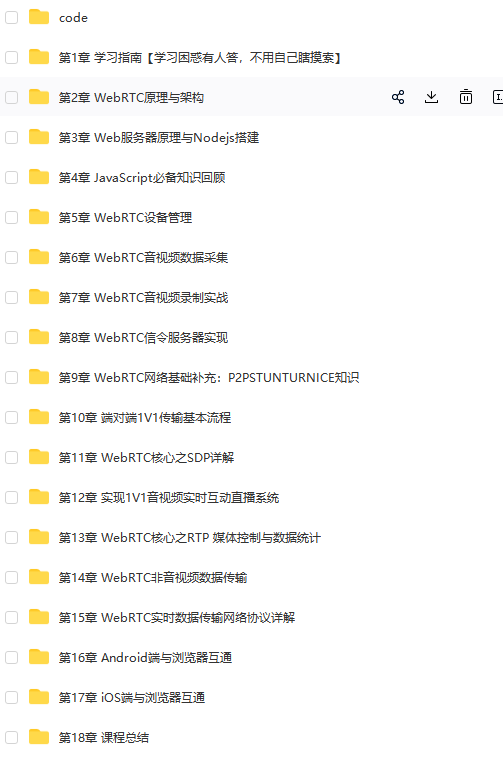 code
第1章 学习指南【学习困惑有人答，不用自己瞎摸索】
第2章 WebRTC原理与架构
第3章 Web服务器原理与Nodejs搭建
第4章 JavaScript必备知识回顾
第5章 WebRTC设备管理
第6章 WebRTC音视频数据采集
第7章 WebRTC音视频录制实战
第8章 WebRTC信令服务器实现
第9章 WebRTC网络基础补充：P2PSTUNTURNICE知识
第10章 端对端1V1传输基本流程
第11章 WebRTC核心之SDP详解
第12章 实现1V1音视频实时互动直播系统
第13章 WebRTC核心之RTP 媒体控制与数据统计
第14章 WebRTC非音视频数据传输
第15章 WebRTC实时数据传输网络协议详解
第16章 Android端与浏览器互通
第17章 iOS端与浏览器互通
第18章 课程总结